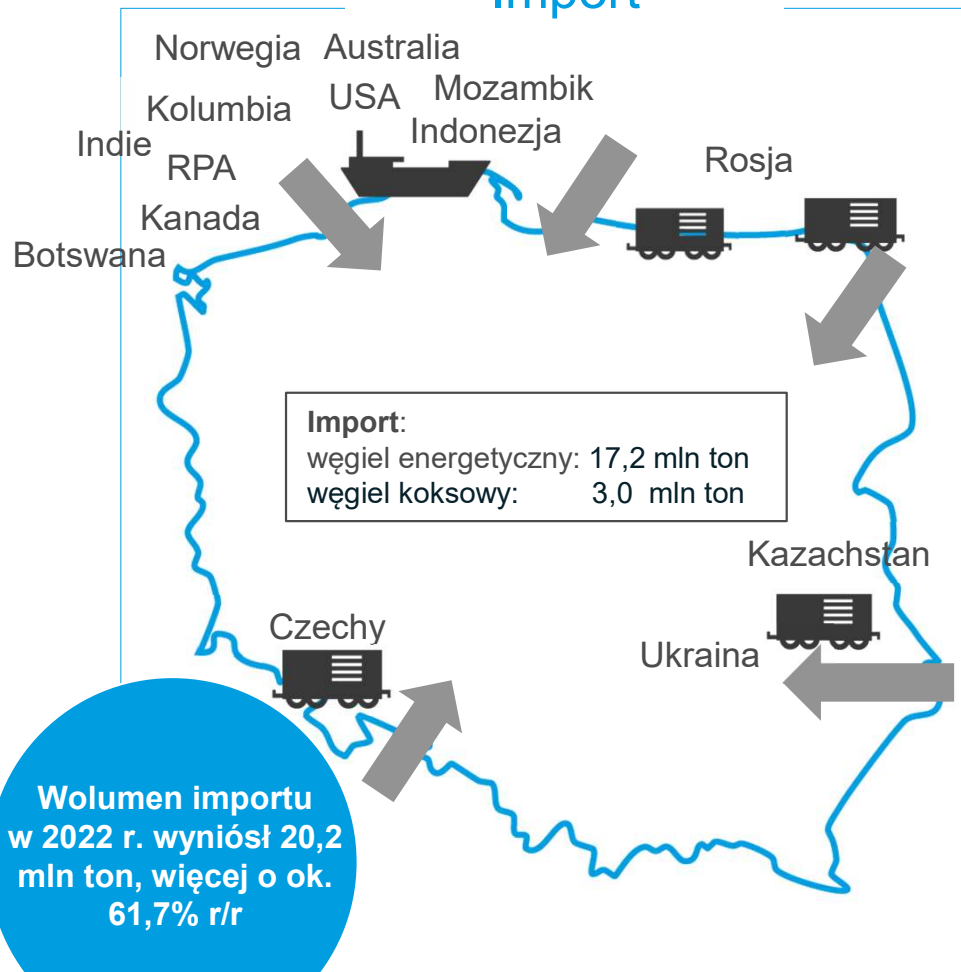 Import
Norwegia Australia
Kolumbia USA Mozambik
Indie RPA Indonezja
Rosja
Kanada
Botswana
Import:
węgiel energetyczny: 17,2 mln ton
węgiel koksowy: 3,0 mln ton
Kazachstan
Czechy
Ukraina
Wolumen importu
w 2022 r. wyniósł 20,2
mln ton, więcej o ok.
61,7% r/r